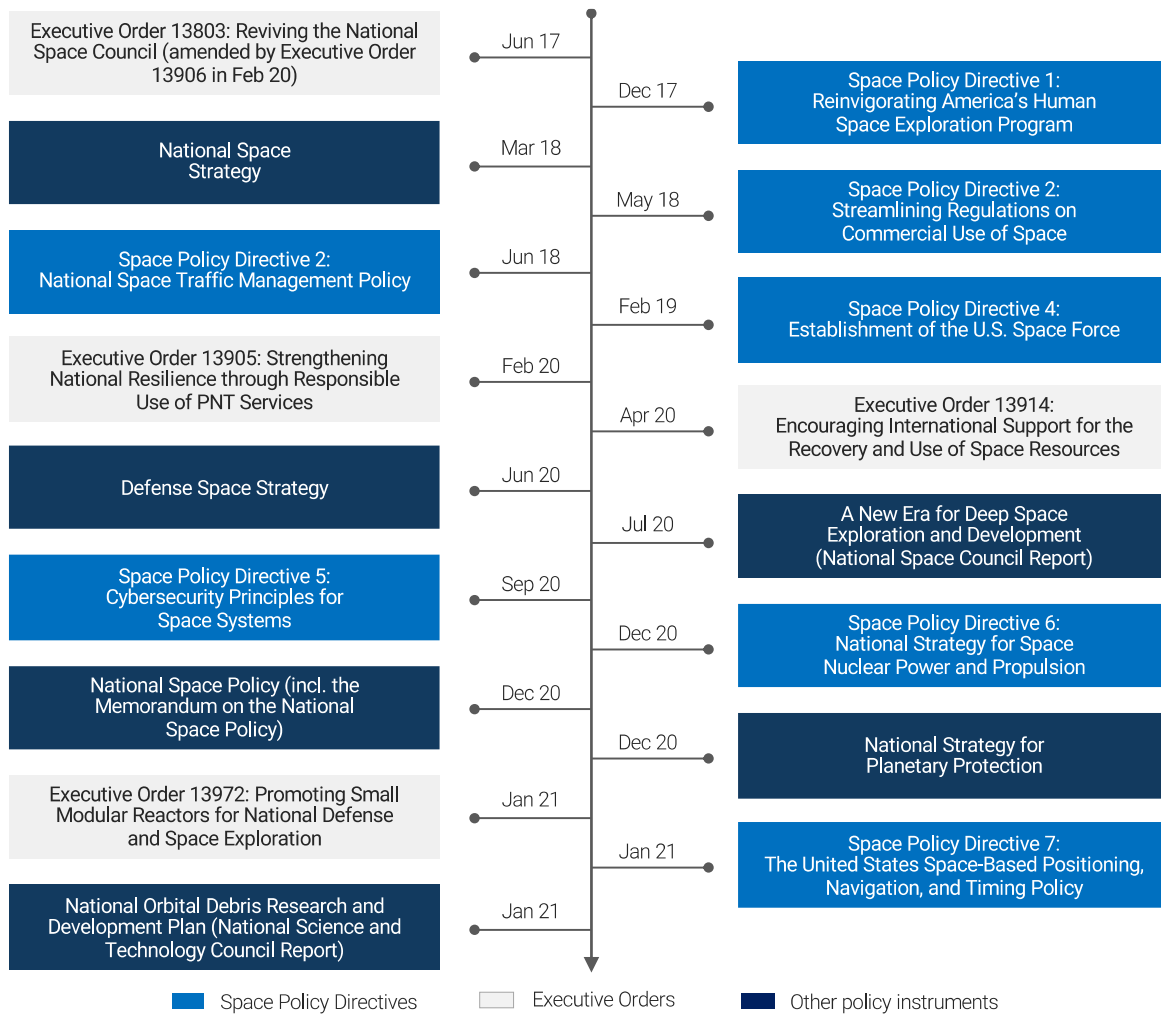 Executive Order 13803: Reviving the National
Space Council (amended by Executive Order
13906 in Feb 20)
Jun 17
Dec 17
Space Policy Directive 1:
Reinvigorating America's Human
Space Exploration Program
National Space
Strategy
Mar 18
May 18
Space Policy Directive 2:
Streamlining Regulations on
Commercial Use of Space
Space Policy Directive 2:
National Space Traffic Management Policy
Jun 18
Feb 19
Space Policy Directive 4:
Establishment of the U.S. Space Force
Executive Order 13905: Strengthening
National Resilience through Responsible
Use of PNT Services
Feb 20
Apr 20
Executive Order 13914:
Encouraging International Support for the
Recovery and Use of Space Resources
Defense Space Strategy
Jun 20
Jul 20
A New Era for Deep Space
Exploration and Development
(National Space Council Report)
Space Policy Directive 5:
Cybersecurity Principles for
Space Systems
Sep 20
Dec 20
Space Policy Directive 6:
National Strategy for Space
Nuclear Power and Propulsion
National Space Policy (incl. the
Memorandum on the National
Space Policy)
Dec 20
Dec 20
National Strategy for
Planetary Protection
Executive Order 13972: Promoting Small
Modular Reactors for National Defense
and Space Exploration
Jan 21
Jan 21
Space Policy Directive 7:
The United States Space-Based Positioning,
Navigation, and Timing Policy
National Orbital Debris Research and
Development Plan (National Science and
Technology Council Report)
Jan 21
Space Policy Directives
Executive Orders
Other policy instruments